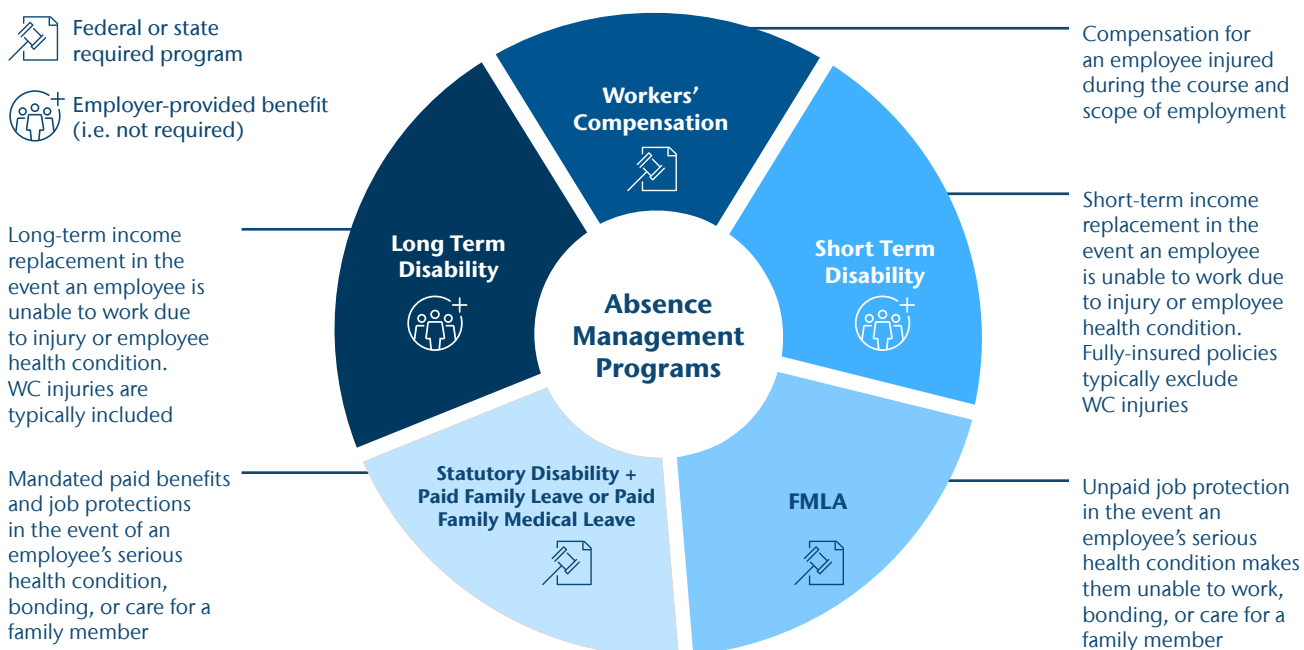 Federal or state
required program
Employer-provided benefit
(i.e. not required)
Workers’
Compensation
Compensation for
an employee injured
during the course and
scope of employment
Short Term
Disability
Short-term income
replacement in the
event an employee
is unable to work due
to injury or employee
health condition.
Fully-insured policies
typically exclude
WC injuries
Long Term
Disability
Long-term income
replacement in the
event an employee is
unable to work due
to injury or employee
health condition.
WC injuries are
typically included
Absence
Management
Programs
Statutory Disability +
Paid Family Leave or Paid
Family Medical Leave
Mandated paid benefits
and job protections
in the event of an
employee’s serious
health condition,
bonding, or care for a
family member
FMLA
Unpaid job protection
in the event an
employee’s serious
health condition makes
them unable to work,
bonding, or care for a
family member